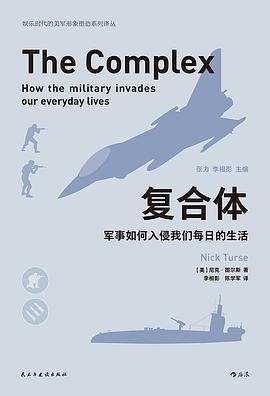 娱乐时代的美军形象塑造系列译丛
The Complex
How the military invades
our everyday lives
张力 李相影 主编
复合体
军事如何入侵我们每日的生活
Nick Turse
[美] 尼克·图尔斯 著
李相影 陈学军 译
民主与建设出版社
后浪